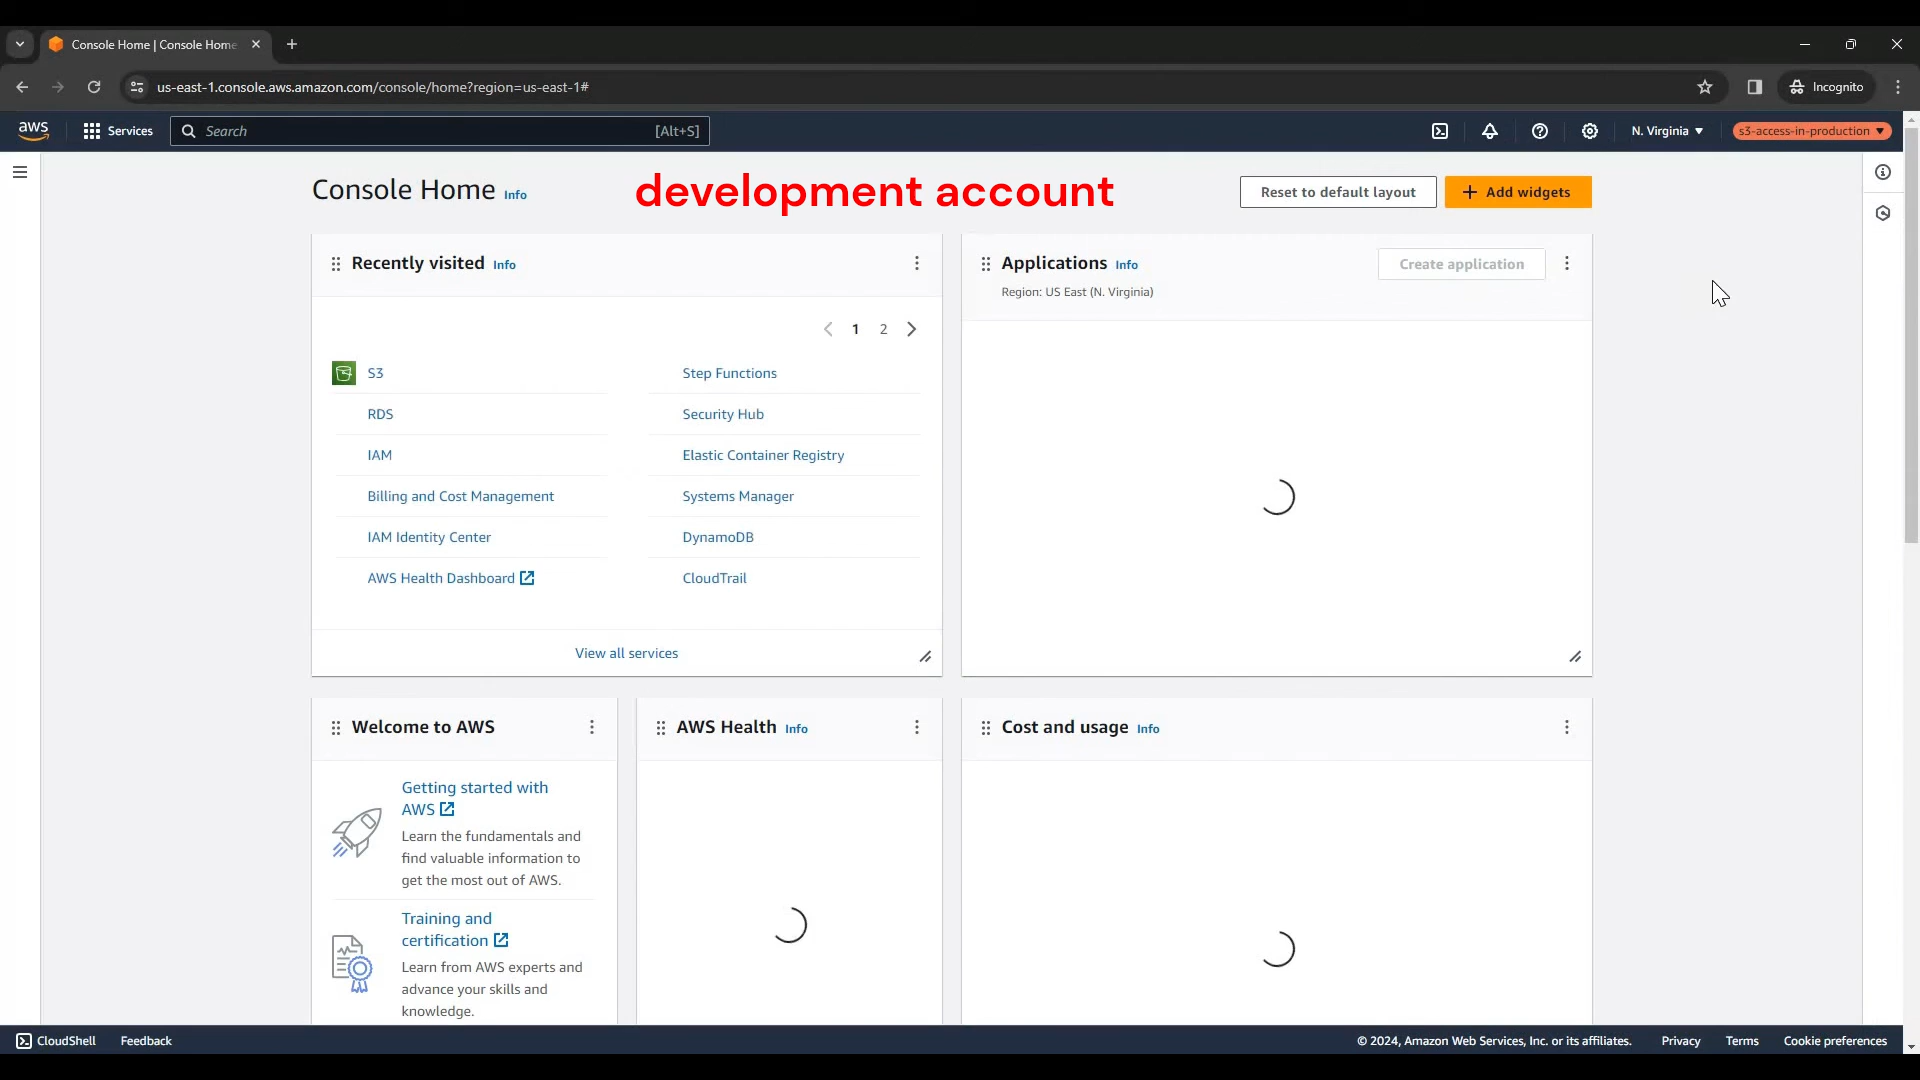 Console Home | Console Home
us-east-1.console.aws.amazon.com/console/home?region=us-east-1#
Incognito
aws
Services
Search
[Alt+S]
N. Virginia
s3-access-in-production
Console Home Info
development account
Reset to default layout
Add widgets
Recently visited Info
1 2
S3
RDS
IAM
Billing and Cost Management
IAM Identity Center
AWS Health Dashboard
Step Functions
Security Hub
Elastic Container Registry
Systems Manager
DynamoDB
CloudTrail
View all services
Applications Info
Region: US East (N. Virginia)
Create application
Welcome to AWS
Getting started with
AWS
Learn the fundamentals and
find valuable information to
get the most out of AWS.
Training and
certification
Learn from AWS experts and
advance your skills and
knowledge.
AWS Health Info
Cost and usage Info
CloudShell
Feedback
© 2024, Amazon Web Services, Inc. or its affiliates.
Privacy
Terms
Cookie preferences